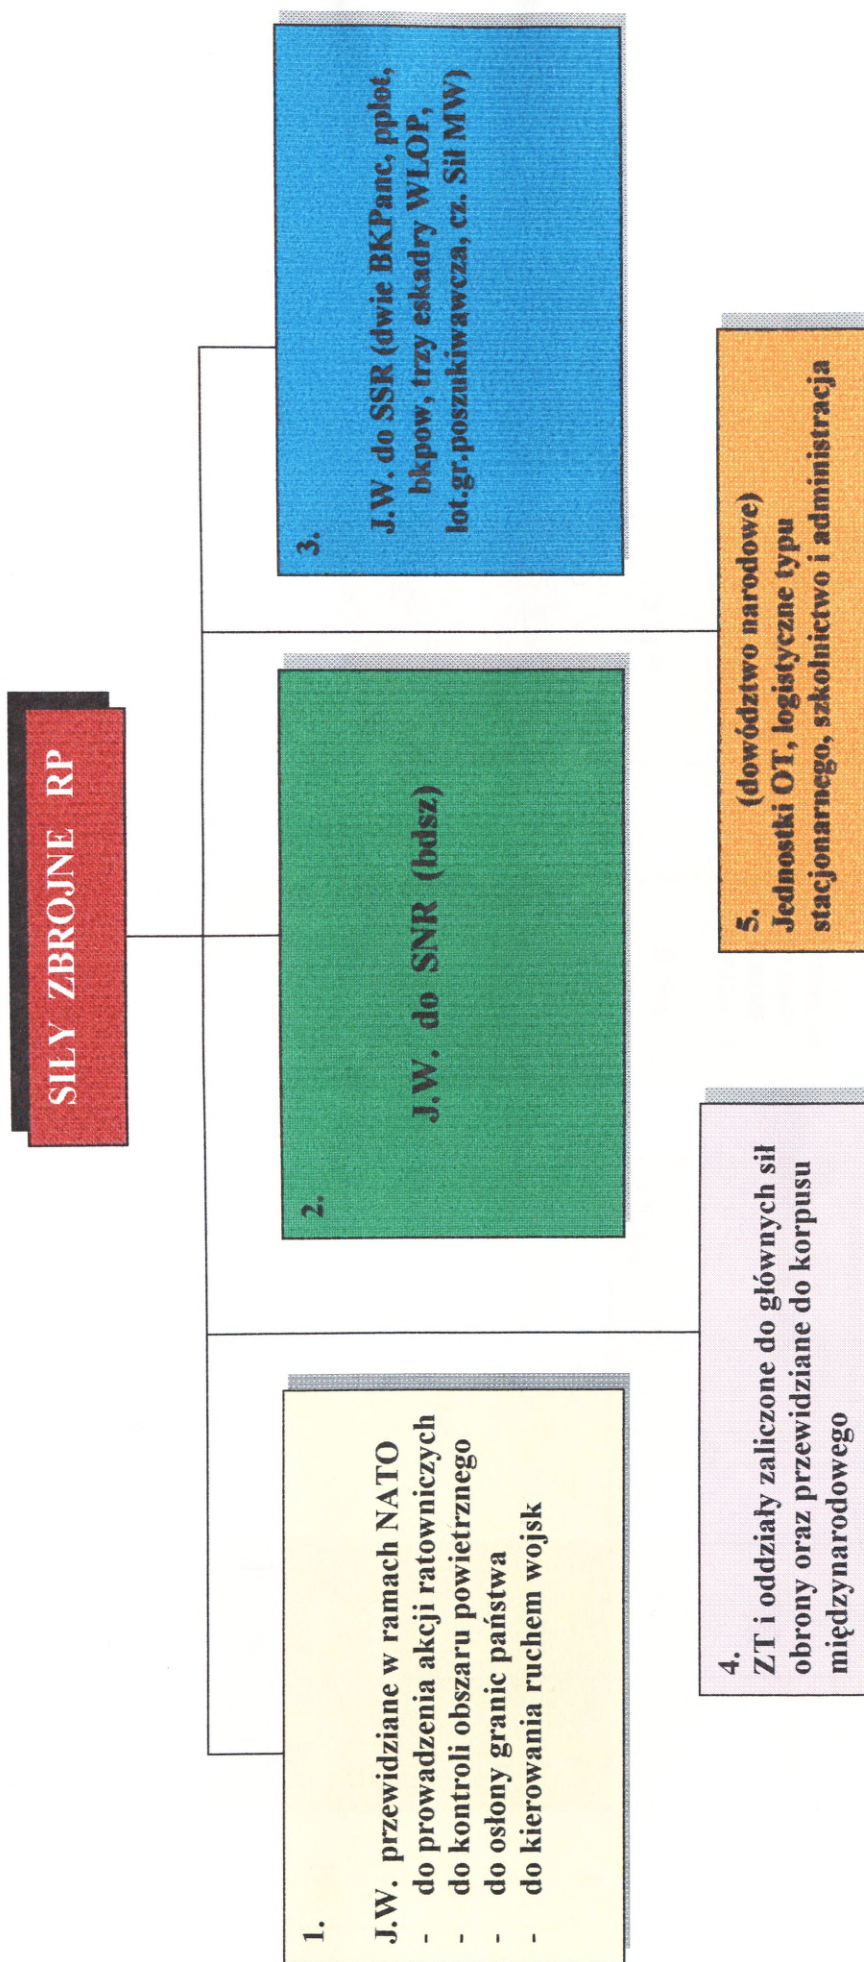 SIŁY ZBROJNE RP
1.
J.W. przewidziane w ramach NATO
- do prowadzenia akcji ratowniczych
- do kontroli obszaru powietrznego
- do osłony granic państwa
- do kierowania ruchem wojsk
2.
J.W. do SNR (bdsz)
3.
J.W. do SSR (dwie BKPanc, pplot,
bkpow, trzy eskadry WLOP,
lot.gr.poszukiwawcza, cz. Sił MW)
4.
ZT i oddziały zaliczone do głównych sił
obrony oraz przewidziane do korpusu
międzynarodowego
5. (dowództwo narodowe)
Jednostki OT, logistyczne typu
stacjonarnego, szkolnictwo i administracja